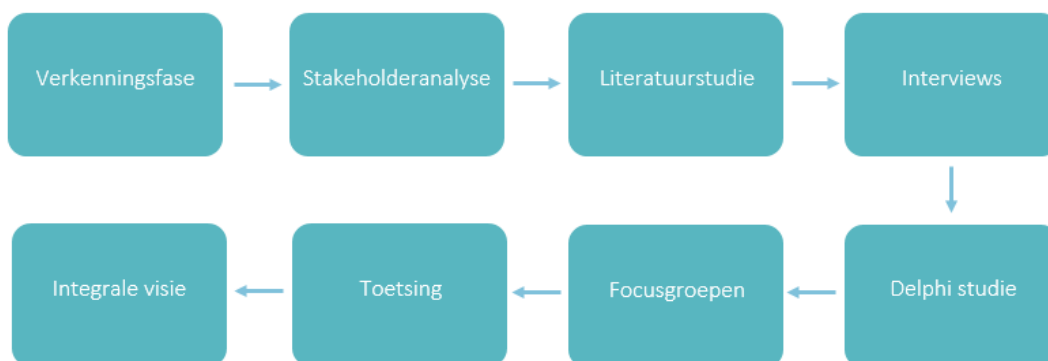 Verkenningsfase
Stakeholderanalyse
Literatuurstudie
Interviews
Delphi studie
Focusgroepen
Toetsing
Integrale visie